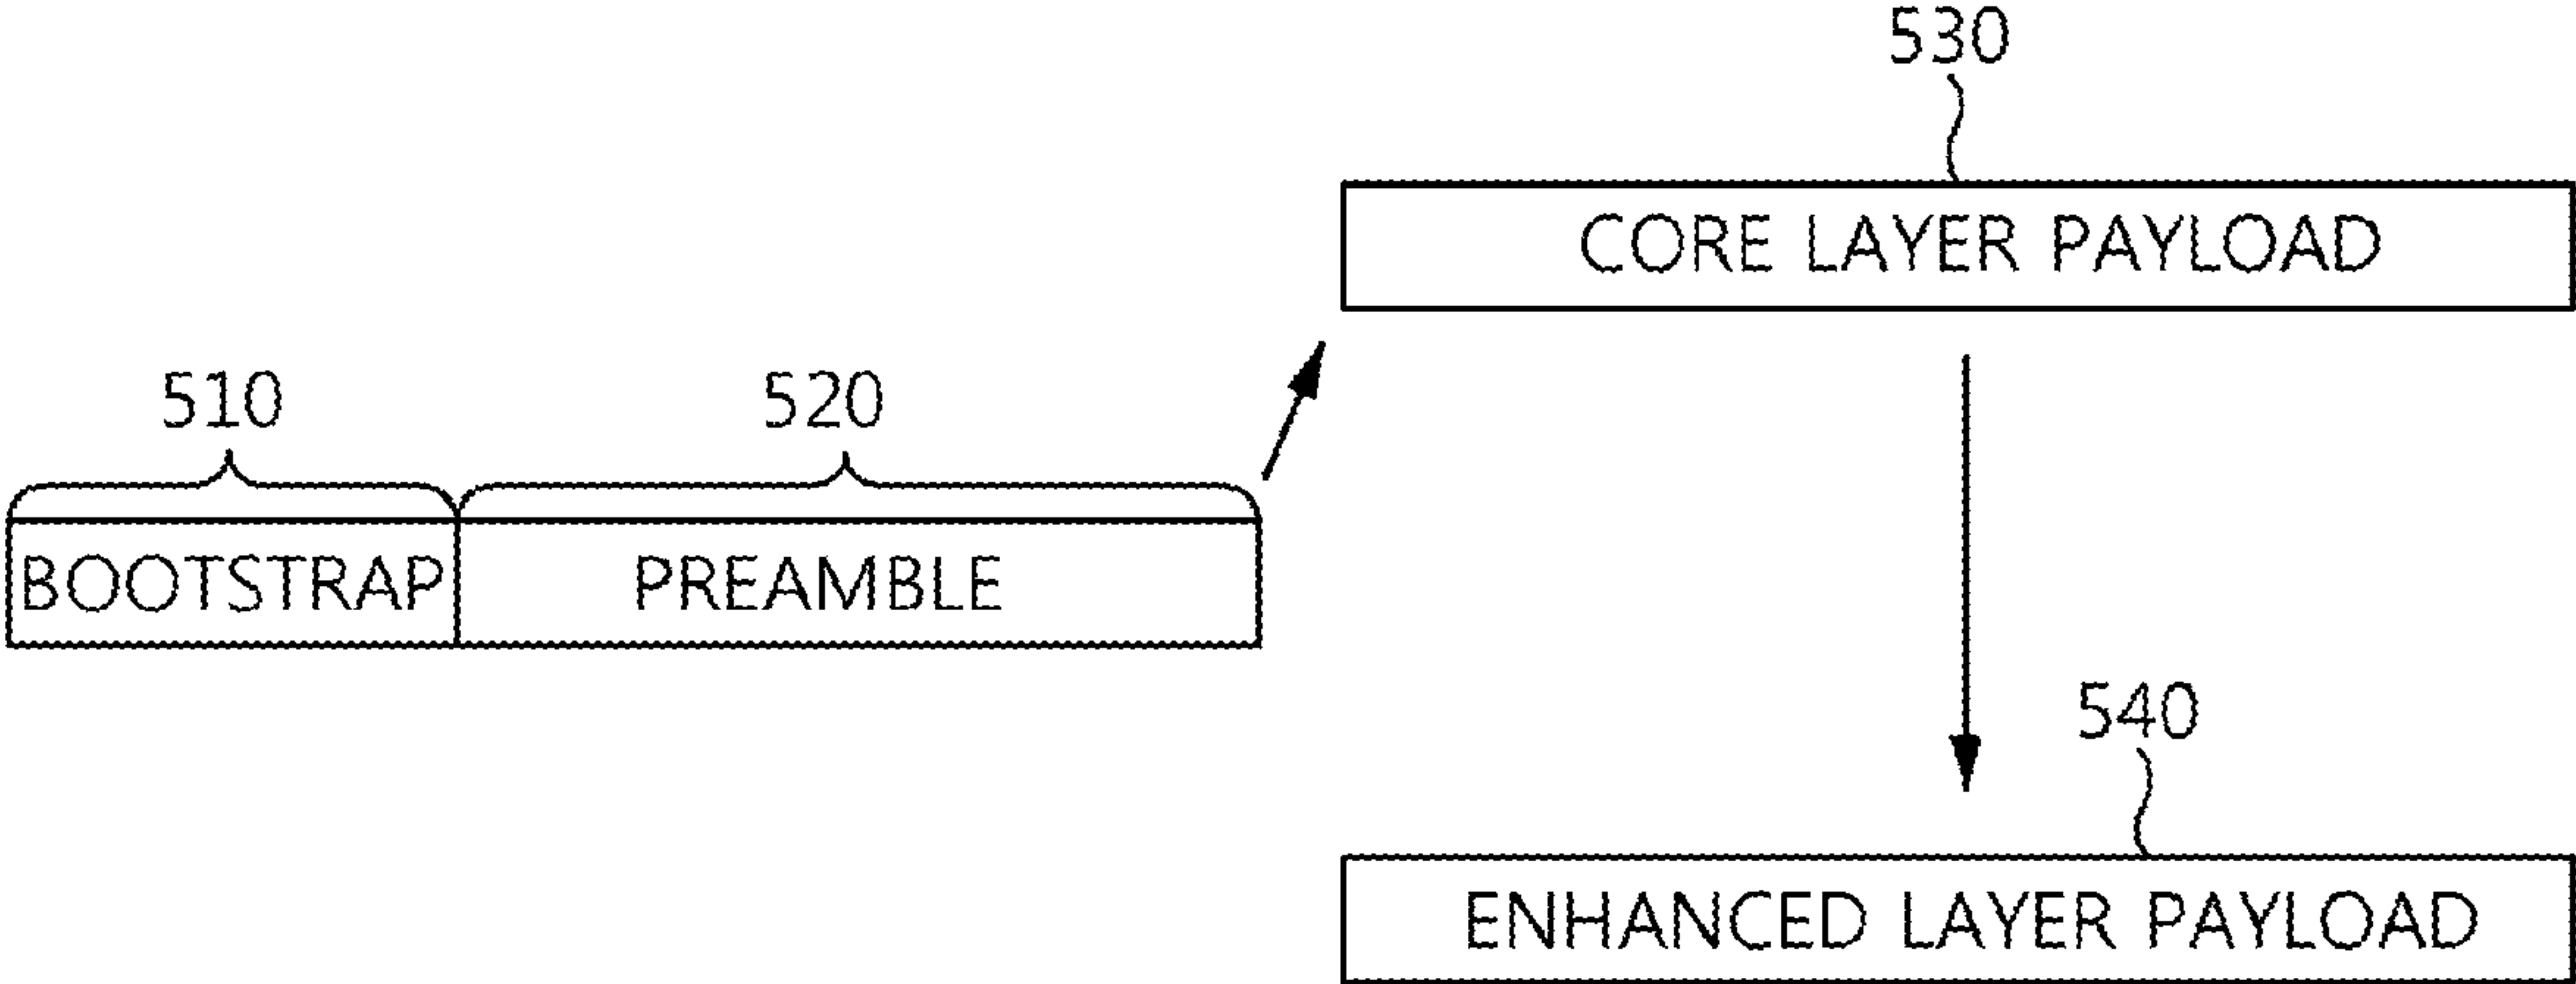 530
CORE LAYER PAYLOAD
510 520
BOOTSTRAP PREAMBLE
540
ENHANCED LAYER PAYLOAD